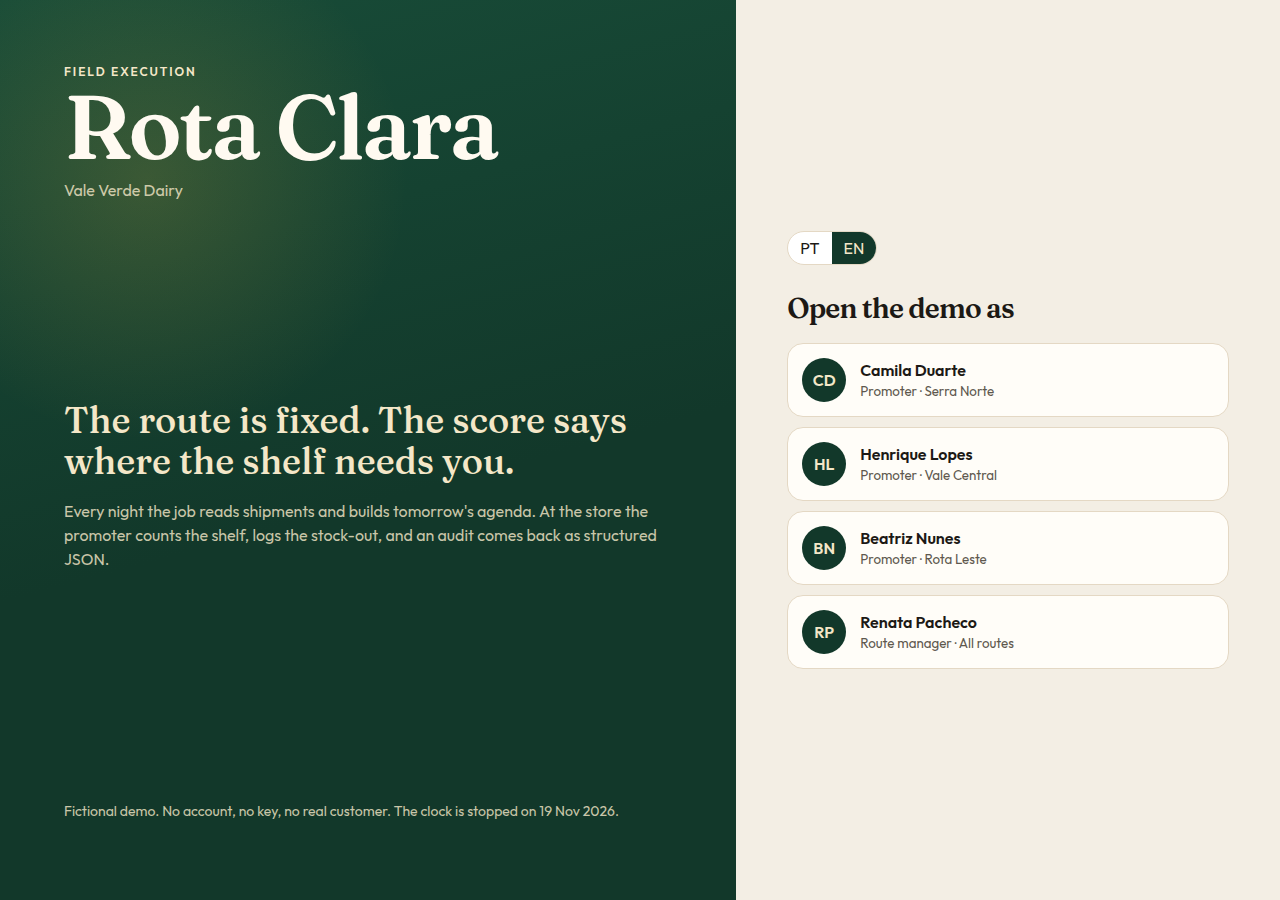 FIELD EXECUTION
Rota Clara
Vale Verde Dairy
The route is fixed. The score says
where the shelf needs you.
Every night the job reads shipments and builds tomorrow's agenda. At the store the
promoter counts the shelf, logs the stock-out, and an audit comes back as structured
JSON.
Fictional demo. No account, no key, no real customer. The clock is stopped on 19 Nov 2026.
PT EN
Open the demo as
CD
Camila Duarte
Promoter · Serra Norte
HL
Henrique Lopes
Promoter · Vale Central
BN
Beatriz Nunes
Promoter · Rota Leste
RP
Renata Pacheco
Route manager · All routes